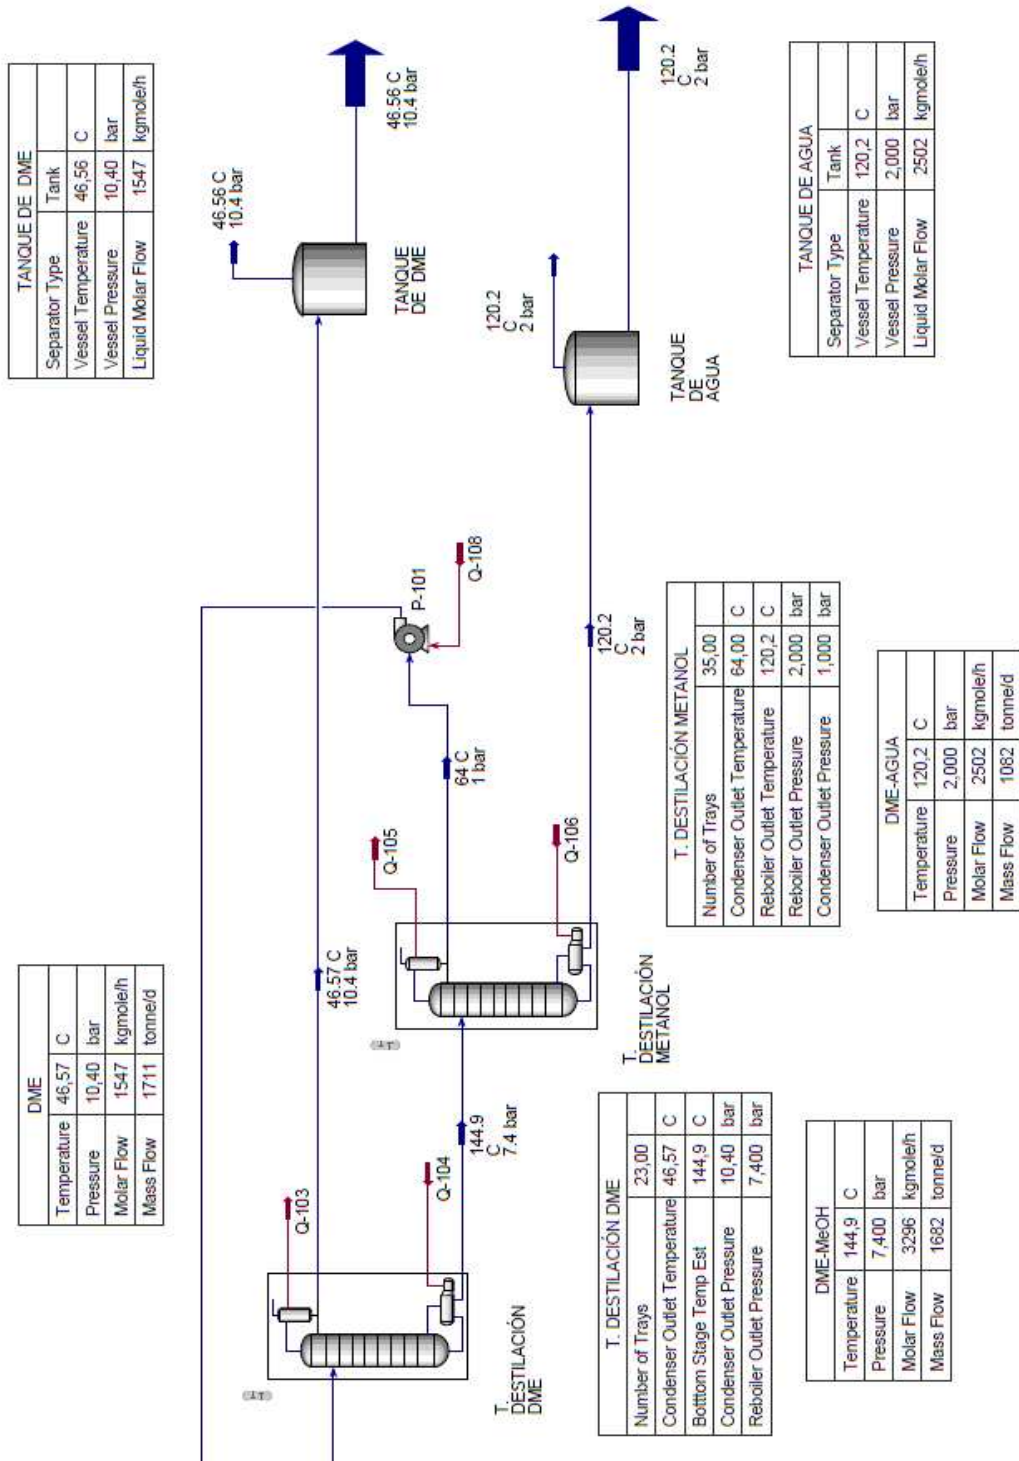 DME
Temperature 46,57 C
Pressure 10,40 bar
Molar Flow 1547 kgmole/h
Mass Flow 1711 tonne/d
TANQUE DE DME
Separator Type Tank
Vessel Temperature 46,56 C
Vessel Pressure 10,40 bar
Liquid Molar Flow 1547 kgmole/h
46.56 C
10.4 bar
Q-103
46.57 C
10.4 bar
46.56 C
10.4 bar
TANQUE
DE DME
Q-105
P-101
Q-104
144.9
C
7.4 bar
64 C
1 bar
Q-108
120.2
C
2 bar
T.
DESTILACIÓN
DME
Q-106
120.2
C
2 bar
120.2
C
2 bar
T.
DESTILACIÓN
METANOL
TANQUE
DE
AGUA
T. DESTILACIÓN DME
Number of Trays 23,00
Condenser Outlet Temperature 46,57 C
Botttom Stage Temp Est 144,9 C
Condenser Outlet Pressure 10,40 bar
Reboiler Outlet Pressure 7,400 bar
T. DESTILACIÓN METANOL
Number of Trays 35,00
Condenser Outlet Temperature 64,00 C
Reboiler Outlet Temperature 120,2 C
Reboiler Outlet Pressure 2,000 bar
Condenser Outlet Pressure 1,000 bar
TANQUE DE AGUA
Separator Type Tank
Vessel Temperature 120,2 C
Vessel Pressure 2,000 bar
Liquid Molar Flow 2502 kgmole/h
DME-MeOH
Temperature 144,9 C
Pressure 7,400 bar
Molar Flow 3296 kgmole/h
Mass Flow 1682 tonne/d
DME-AGUA
Temperature 120,2 C
Pressure 2,000 bar
Molar Flow 2502 kgmole/h
Mass Flow 1082 tonne/d